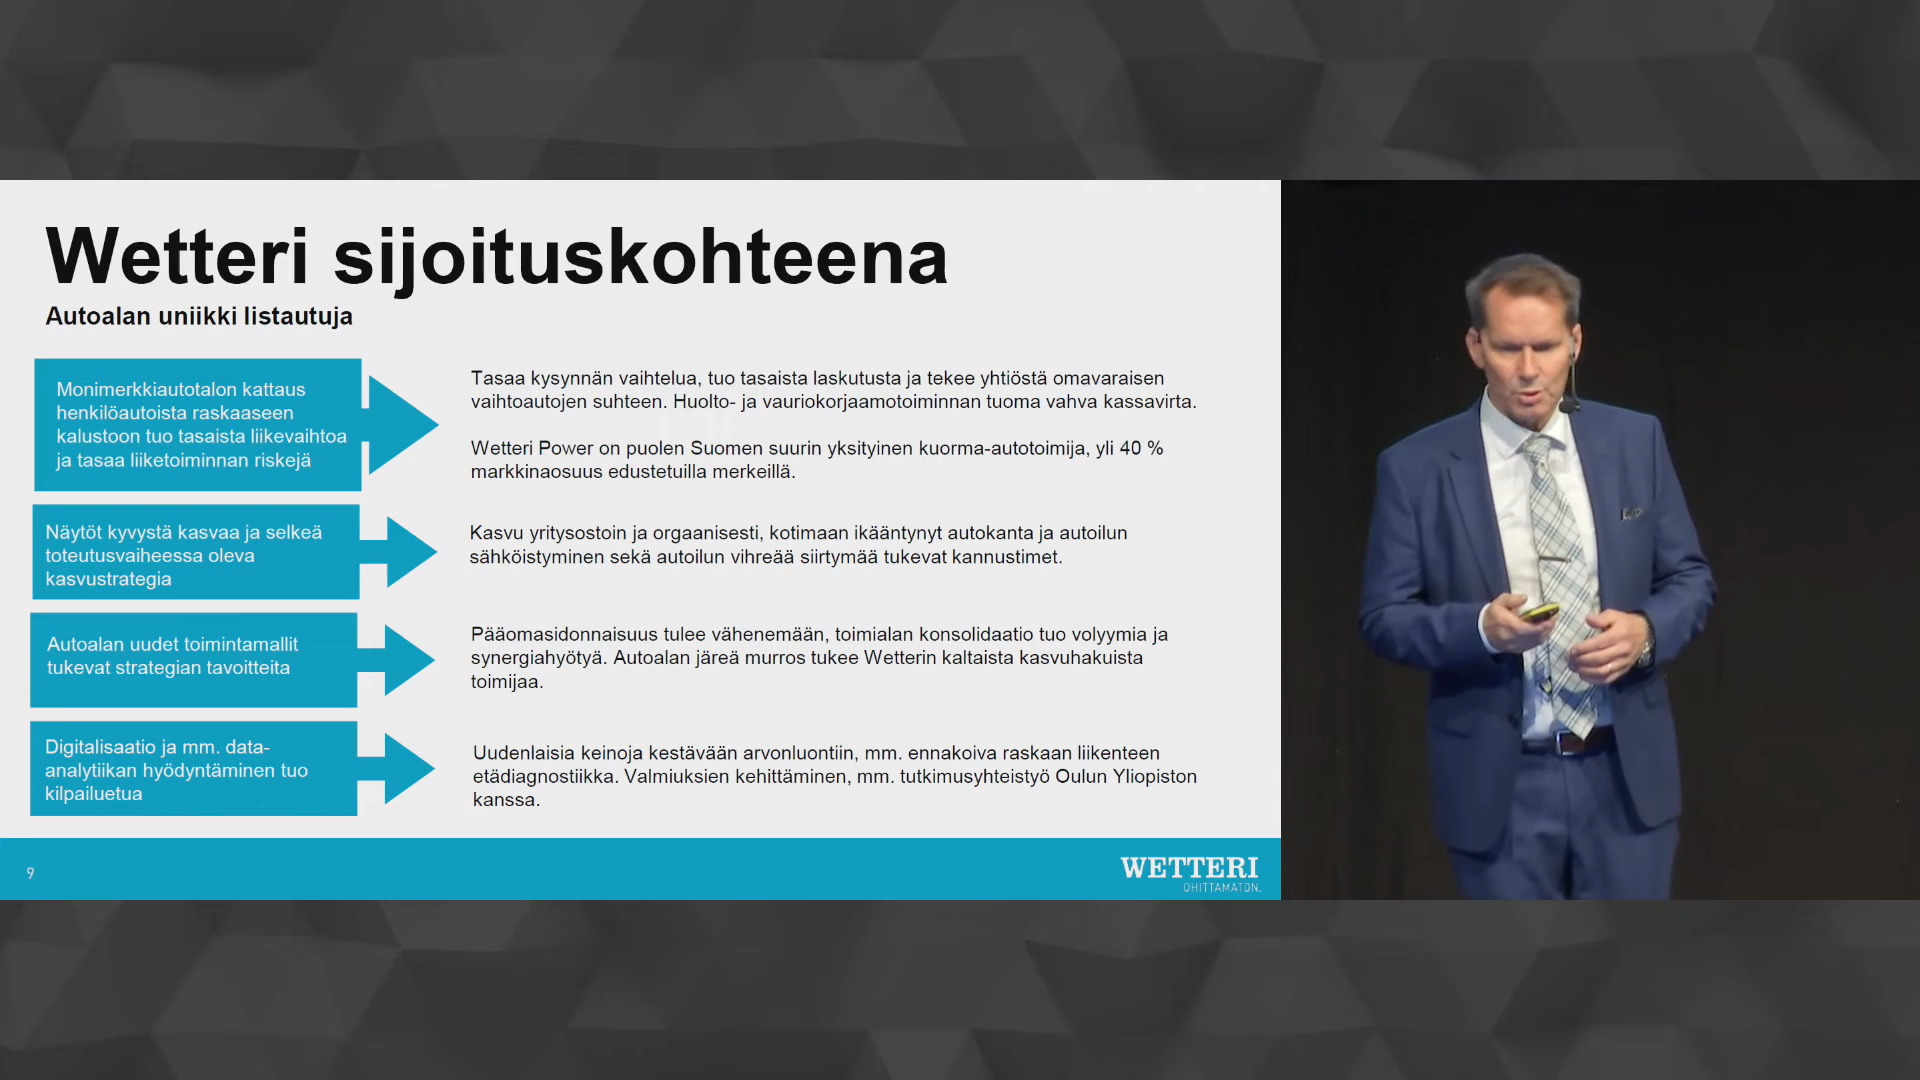 Wetteri sijoituskohteena
Autoalan uniikki listautuja
Monimerkkiautotalon kattaus
henkilöautoista raskaaseen
kalustoon tuo tasaista liikevaihtoa
ja tasaa liiketoiminnan riskejä
Tasaa kysynnän vaihtelua, tuo tasaista laskutusta ja tekee yhtiöstä omavaraisen
vaihtoautojen suhteen. Huolto- ja vauriokorjaamotoiminnan tuoma vahva kassavirta.
Wetteri Power on puolen Suomen suurin yksityinen kuorma-autotoimija, yli 40 %
markkinaosuus edustetuilla merkeillä.
Näytöt kyvystä kasvaa ja selkeä
toteutusvaiheessa oleva
kasvustrategia
Kasvu yritysostoin ja orgaanisesti, kotimaan ikääntynyt autokanta ja autoilun
sähköistyminen sekä autoilun vihreää siirtymää tukevat kannustimet.
Autoalan uudet toimintamallit
tukevat strategian tavoitteita
Pääomasidonnaisuus tulee vähenemään, toimialan konsolidaatio tuo volyymia ja
synergiahyötyä. Autoalan järeä murros tukee Wetterin kaltaista kasvuhakuista
toimijaa.
Digitalisaatio ja mm. data-
analytiikan hyödyntäminen tuo
kilpailuetua
Uudenlaisia keinoja kestävään arvonluontiin, mm. ennakoiva raskaan liikenteen
etädiagnostiikka. Valmiuksien kehittäminen, mm. tutkimusyhteistyö Oulun Yliopiston
kanssa.
9
WETTERI
OHITTAMATON.